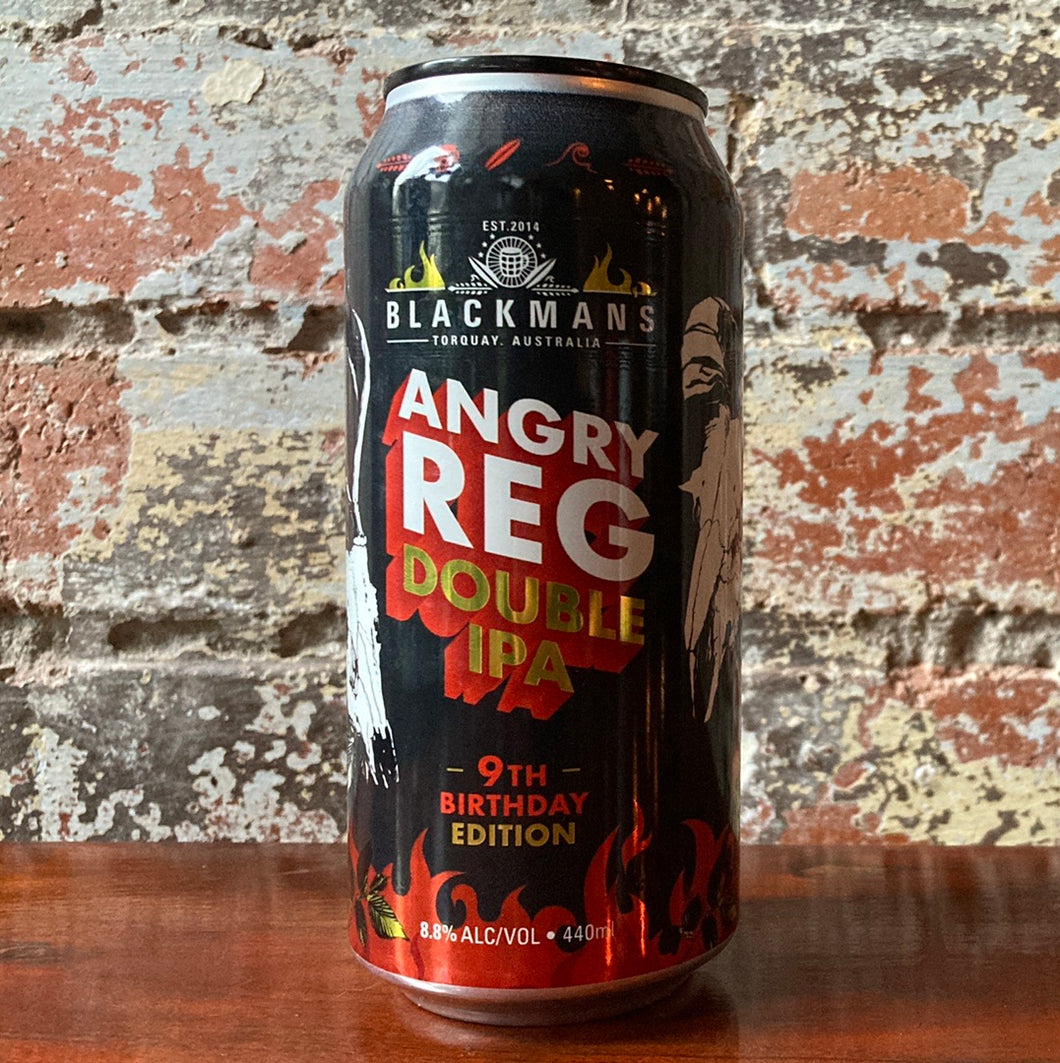 EST.2014
BLACKMANS
TORQUAY. AUSTRALIA
ANGRY
REG
DOUBLE
IPA
9TH
BIRTHDAY
EDITION
8.8% ALC/VOL • 440ml